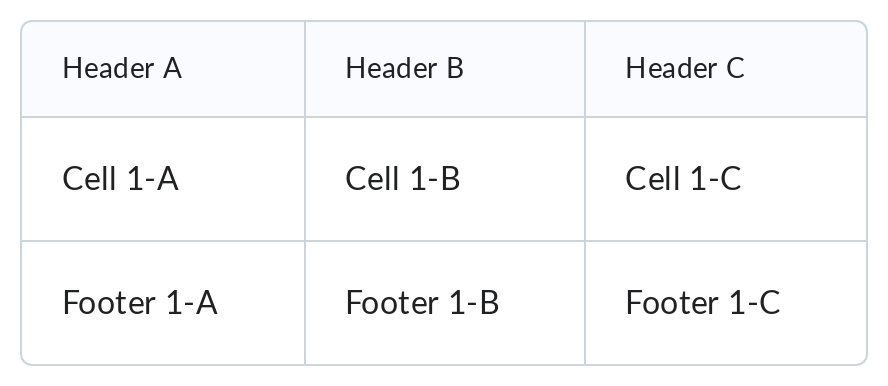 Header A Header B Header C
Cell 1-A Cell 1-B Cell 1-C
Footer 1-A Footer 1-B Footer 1-C